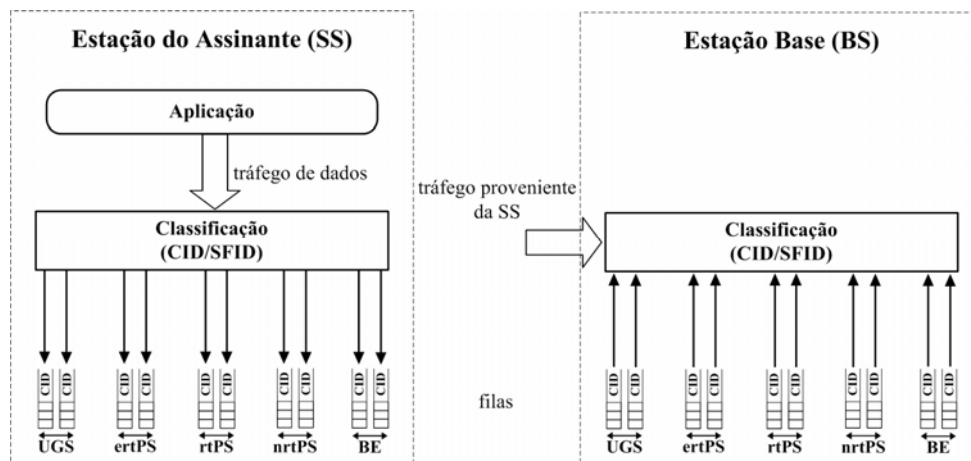 Estação do Assinante (SS)
Aplicação
tráfego de dados
Classificação
(CID/SFID)
CID CID CID CID CID CID CID CID CID CID
UGS ertPS rtPS nrtPS BE
tráfego proveniente
da SS
filas
Estação Base (BS)
Classificação
(CID/SFID)
CID CID CID CID CID CID CID CID CID CID
UGS ertPS rtPS nrtPS BE